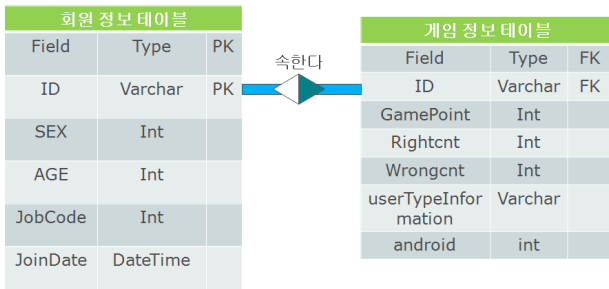 회원 정보 테이블
Field Type PK
ID Varchar PK
SEX Int
AGE Int
JobCode Int
JoinDate DateTime
속한다
게임 정보 테이블
Field Type FK
ID Varchar FK
GamePoint Int
Rightcnt Int
Wrongcnt Int
userTypeInfor Varchar
mation
android int